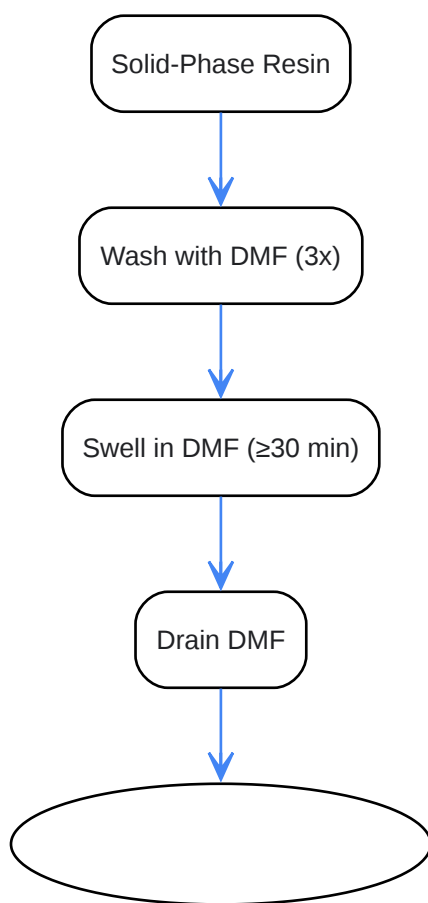 Solid-Phase Resin
Wash with DMF (3x)
Swell in DMF (≥30 min)
Drain DMF